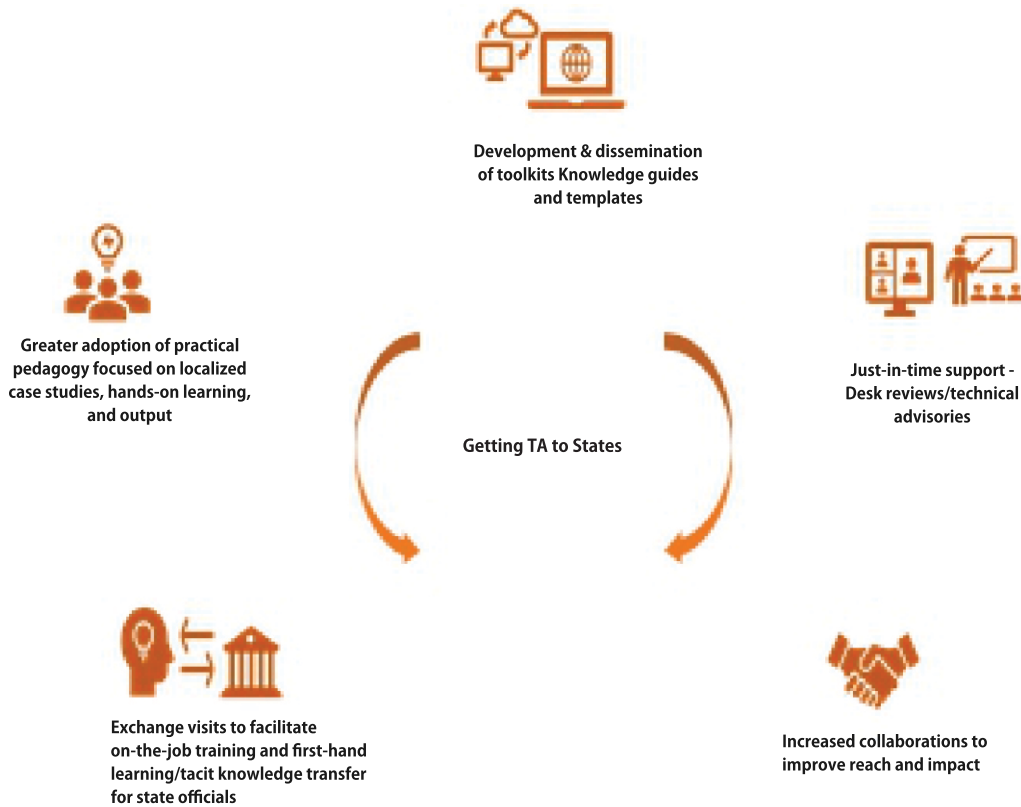 Development & dissemination
of toolkits Knowledge guides
and templates
Greater adoption of practical
pedagogy focused on localized
case studies, hands-on learning,
and output
Just-in-time support -
Desk reviews/technical
advisories
Getting TA to States
Exchange visits to facilitate
on-the-job training and first-hand
learning/tacit knowledge transfer
for state officials
Increased collaborations to
improve reach and impact